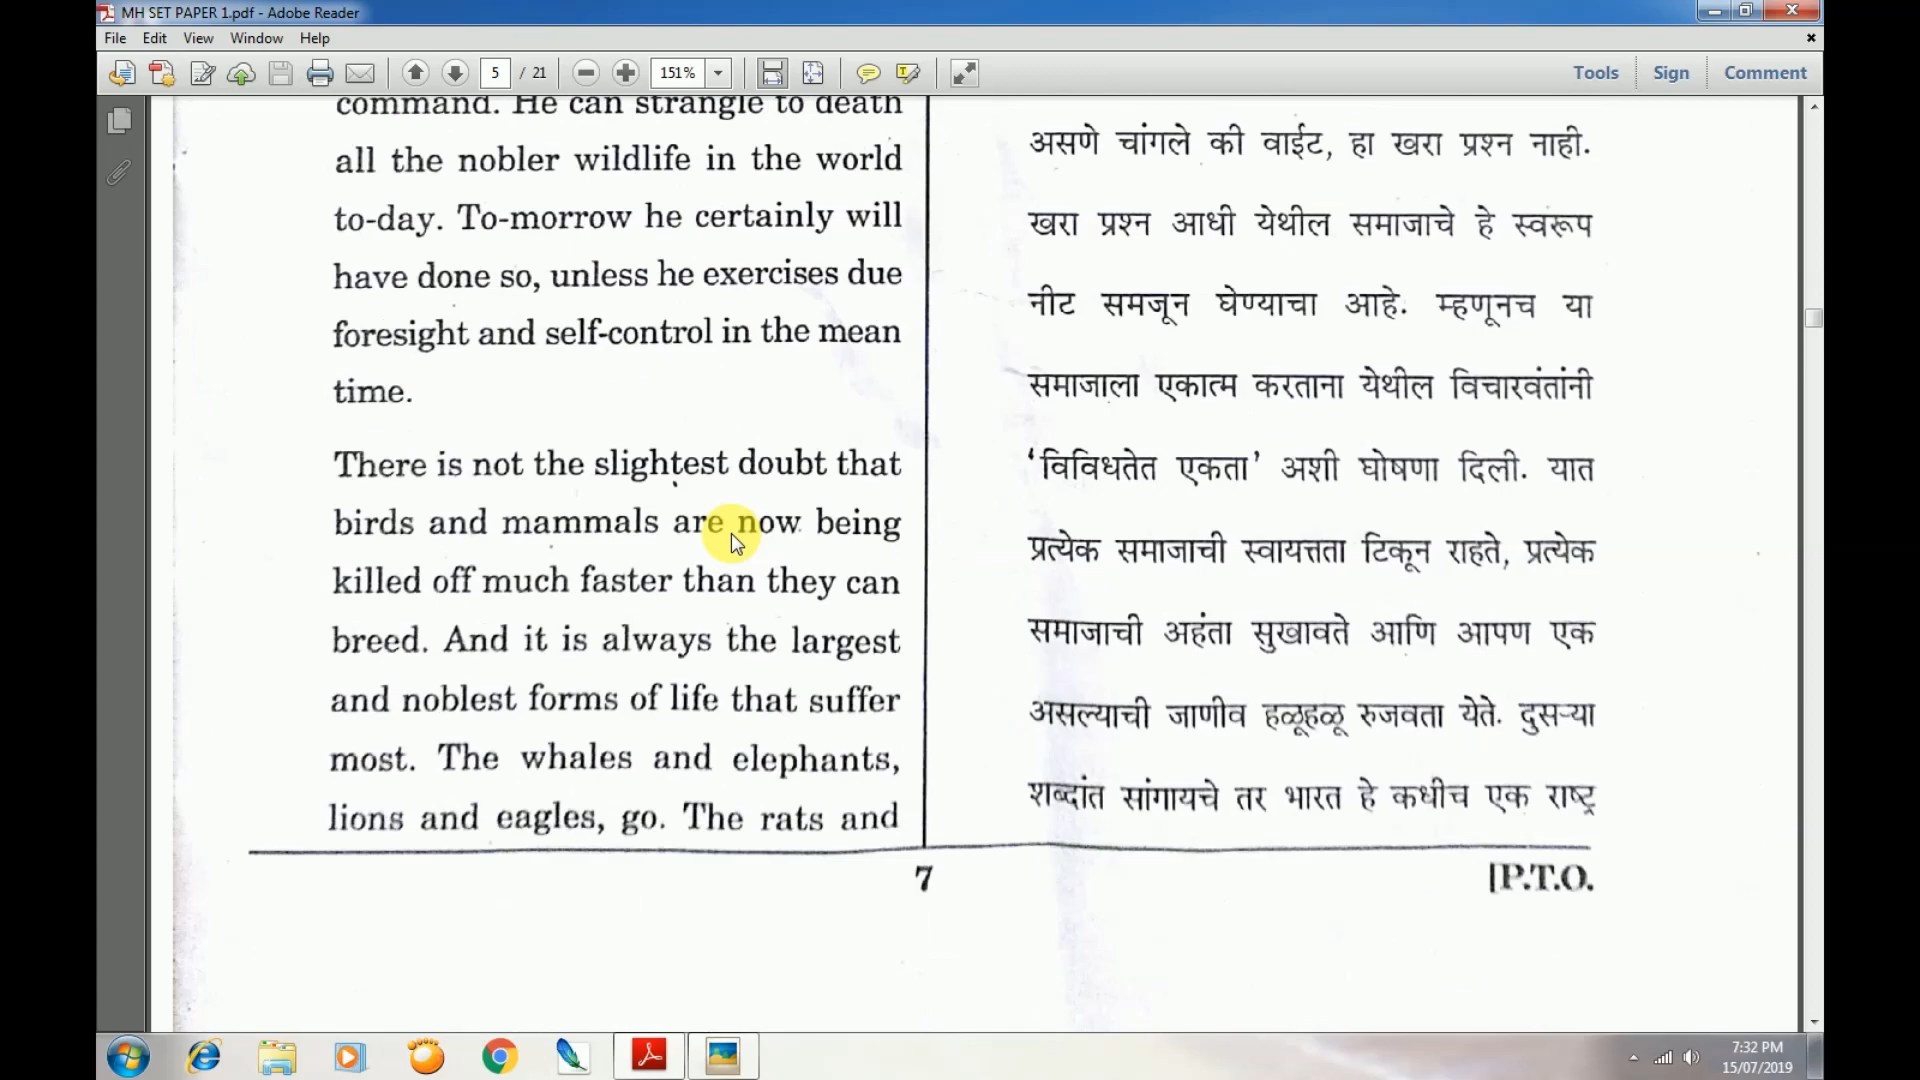 MH SET PAPER 1.pdf - Adobe Reader
File Edit View Window Help
5 / 21 151% Tools Sign Comment
command. He can strangle to death
all the nobler wildlife in the world
to-day. To-morrow he certainly will
have done so, unless he exercises due
foresight and self-control in the mean
time.
There is not the slightest doubt that
birds and mammals are now being
killed off much faster than they can
breed. And it is always the largest
and noblest forms of life that suffer
most. The whales and elephants,
lions and eagles, go. The rats and
असणे चांगले की वाईट, हा खरा प्रश्न नाही.
खरा प्रश्न आधी येथील समाजाचे हे स्वरूप
नीट समजून घेण्याचा आहे. म्हणूनच या
समाजाला एकात्म करताना येथील विचारवंतांनी
‘विविधतेत एकता’ अशी घोषणा दिली. यात
प्रत्येक समाजाची स्वायत्तता टिकून राहते, प्रत्येक
समाजाची अहंता सुखावते आणि आपण एक
असल्याची जाणीव हळूहळू रुजवता येते. दुसऱ्या
शब्दांत सांगायचे तर भारत हे कधीच एक राष्ट्र
7
[P.T.O.
7:32 PM
15/07/2019